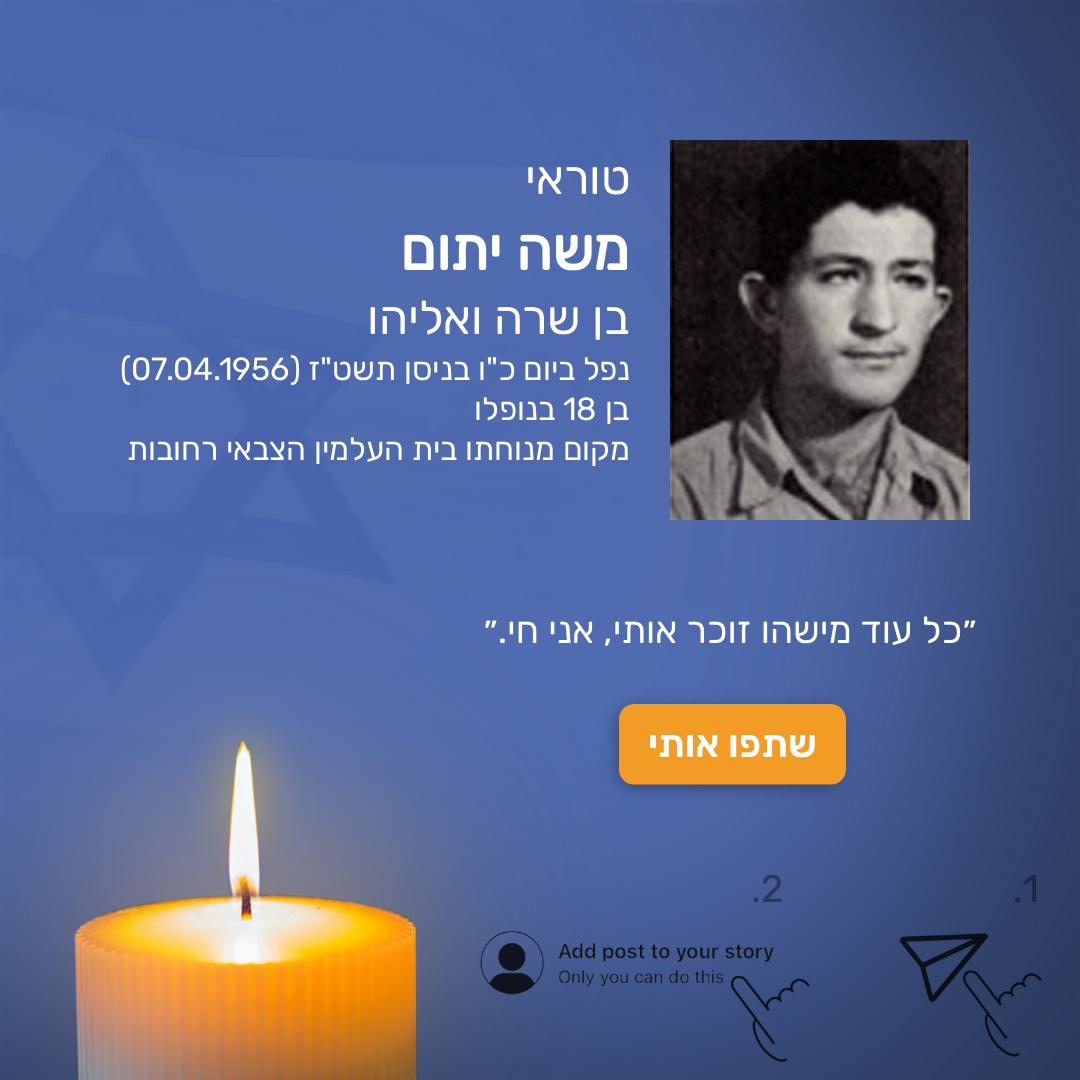 טוראי
משה יתום
בן שרה ואליהו
נפל ביום כ"ו בניסן תשט"ז (07.04.1956)
בן 18 בנופלו
מקום מנוחתו בית העלמין הצבאי רחובות
״כל עוד מישהו זוכר אותי, אני חי.״
שתפו אותי
.1
.2
Add post to your story
Only you can do this